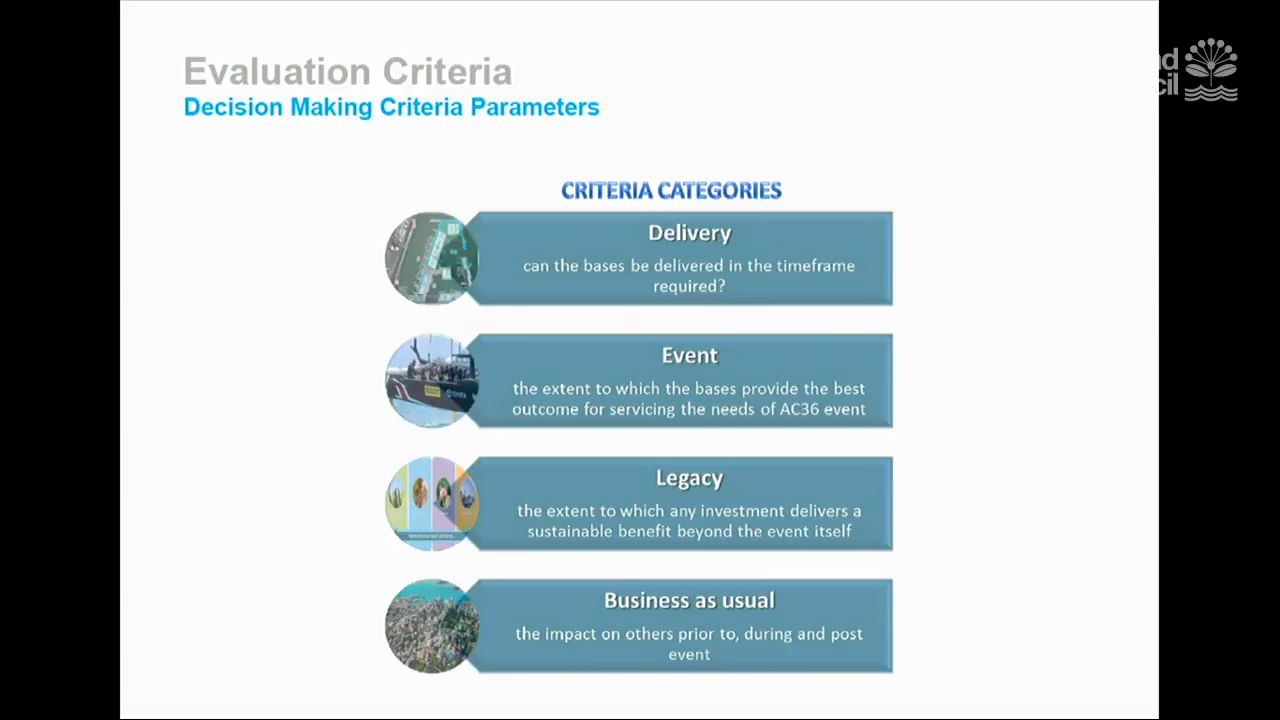 Evaluation Criteria
Decision Making Criteria Parameters
CRITERIA CATEGORIES
Delivery
can the bases be delivered in the timeframe
required?
Event
the extent to which the bases provide the best
outcome for servicing the needs of AC36 event
Legacy
the extent to which any investment delivers a
sustainable benefit beyond the event itself
Business as usual
the impact on others prior to, during and post
event